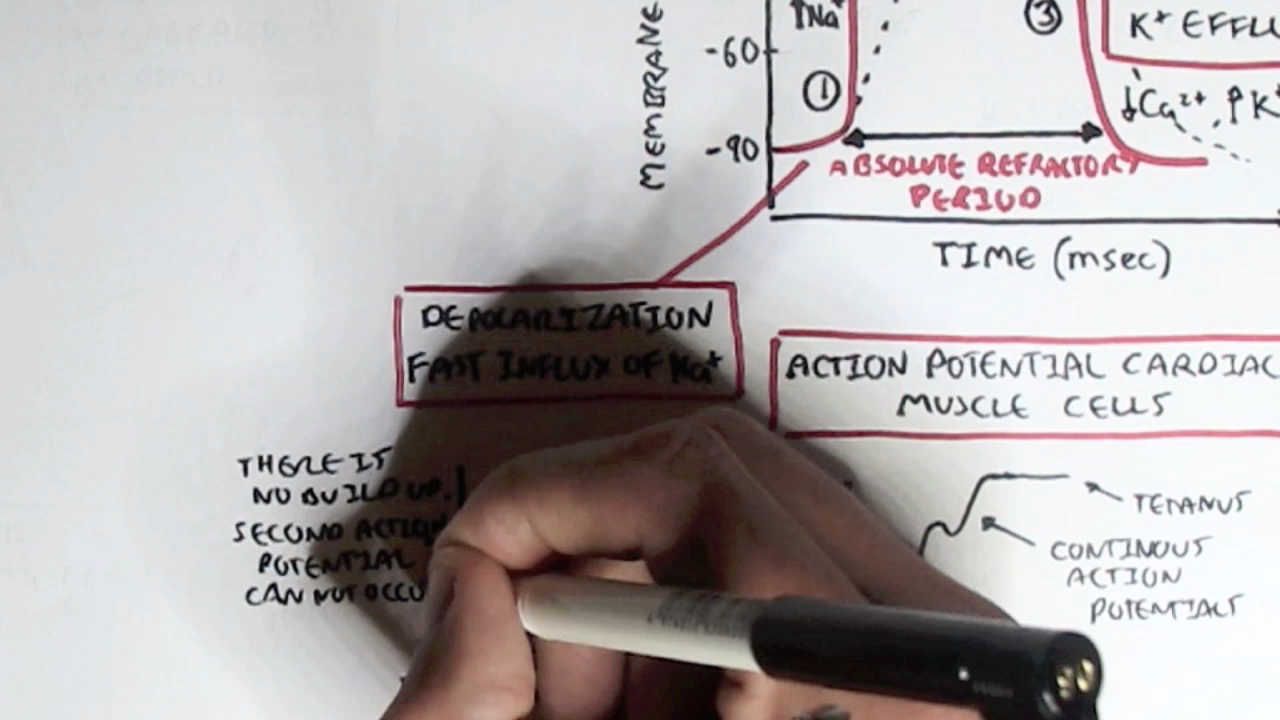 ↑Na⁺
③
K⁺ EFFLU
MEMBRANE
-60
①
↓Ca²⁺, ↑K⁺
-90
ABSOLUTE REFRACTORY
PERIOD
TIME (msec)
DEPOLARIZATION
FAST INFLUX OF Na⁺
ACTION POTENTIAL CARDIAC
MUSCLE CELLS
THERE IS
NO BUILD UP.
SECOND ACTION
POTENTIAL
CAN NOT OCCU
TENANUS
CONTINOUS
ACTION
POTENTIALS